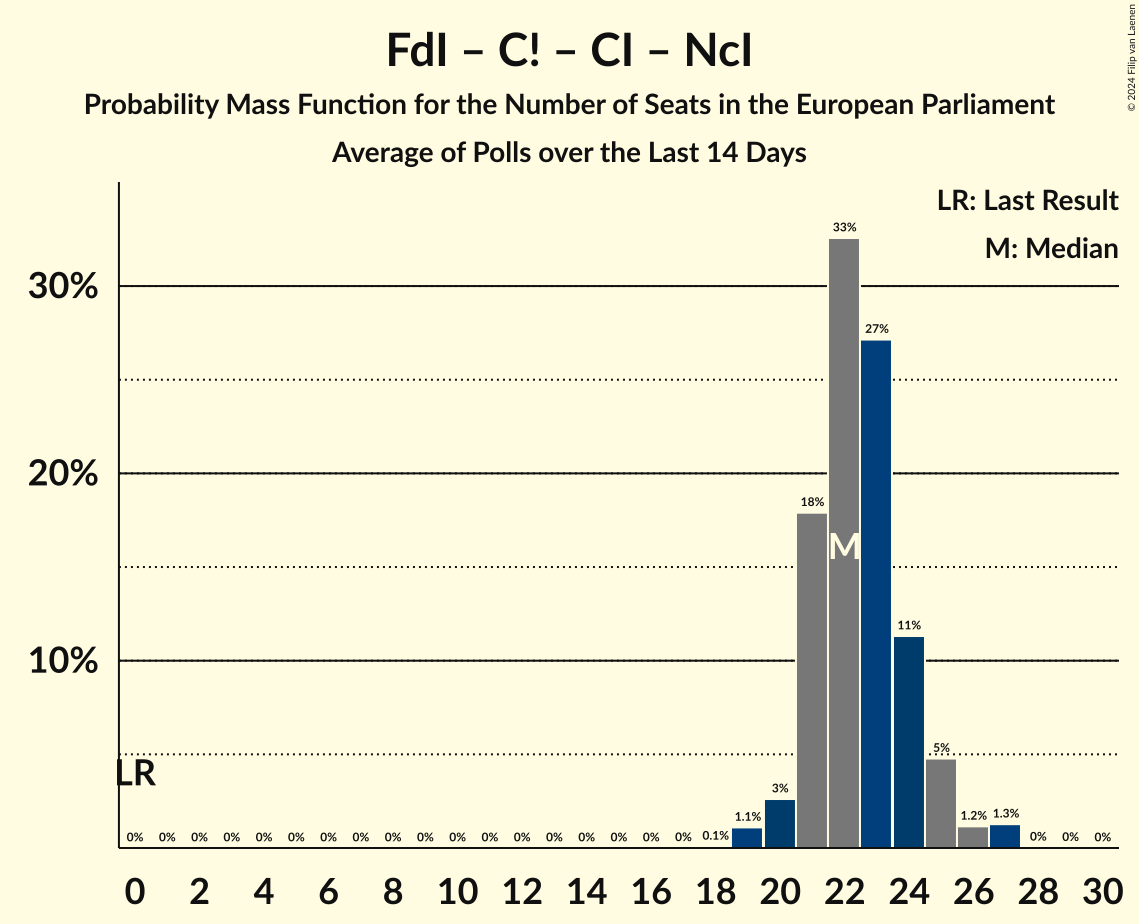 FdI – C! – CI – NcI
Probability Mass Function for the Number of Seats in the European Parliament
Average of Polls over the Last 14 Days
© 2024 Filip van Laenen
LR: Last Result
M: Median
33%
30%
27%
20%
18%
M
11%
10%
5%
LR
3%
1.1%
1.2%
1.3%
0% 0% 0% 0% 0% 0% 0% 0% 0% 0% 0% 0% 0% 0% 0% 0% 0% 0% 0.1% 0% 0% 0%
0 2 4 6 8 10 12 14 16 18 20 22 24 26 28 30